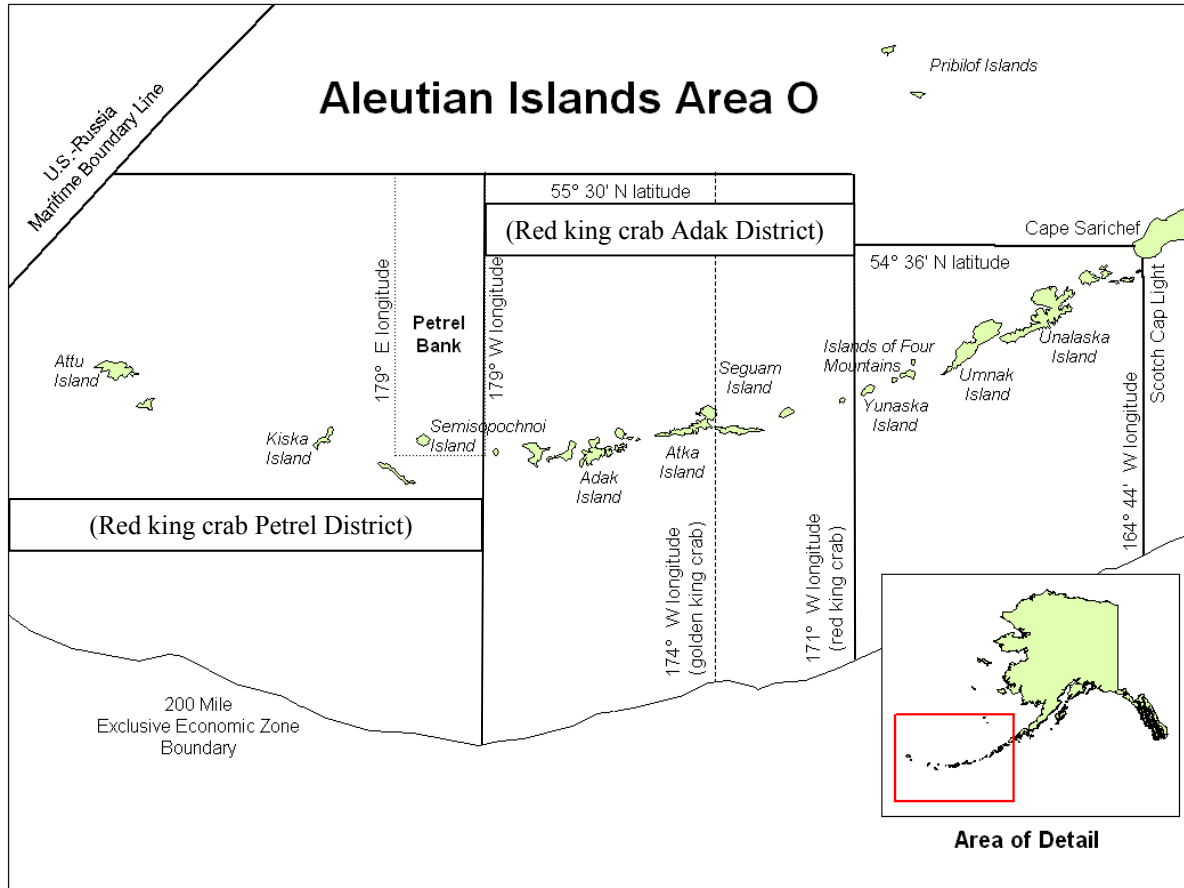 Aleutian Islands Area O
Pribilof Islands
U.S.-Russia
Maritime Boundary Line
55° 30' N latitude
(Red king crab Adak District)
Cape Sarichef
54° 36' N latitude
Scotch Cap Light
179° E longitude
Petrel
Bank
179° W longitude
Attu
Island
Kiska
Island
Semisopochnoi
Island
Adak
Island
Atka
Island
Seguam
Island
Islands of Four
Mountains
Yunaska
Island
Umnak
Island
Unalaska
Island
164° 44' W longitude
(Red king crab Petrel District)
174° W longitude
(golden king crab)
171° W longitude
(red king crab)
200 Mile
Exclusive Economic Zone
Boundary
Area of Detail